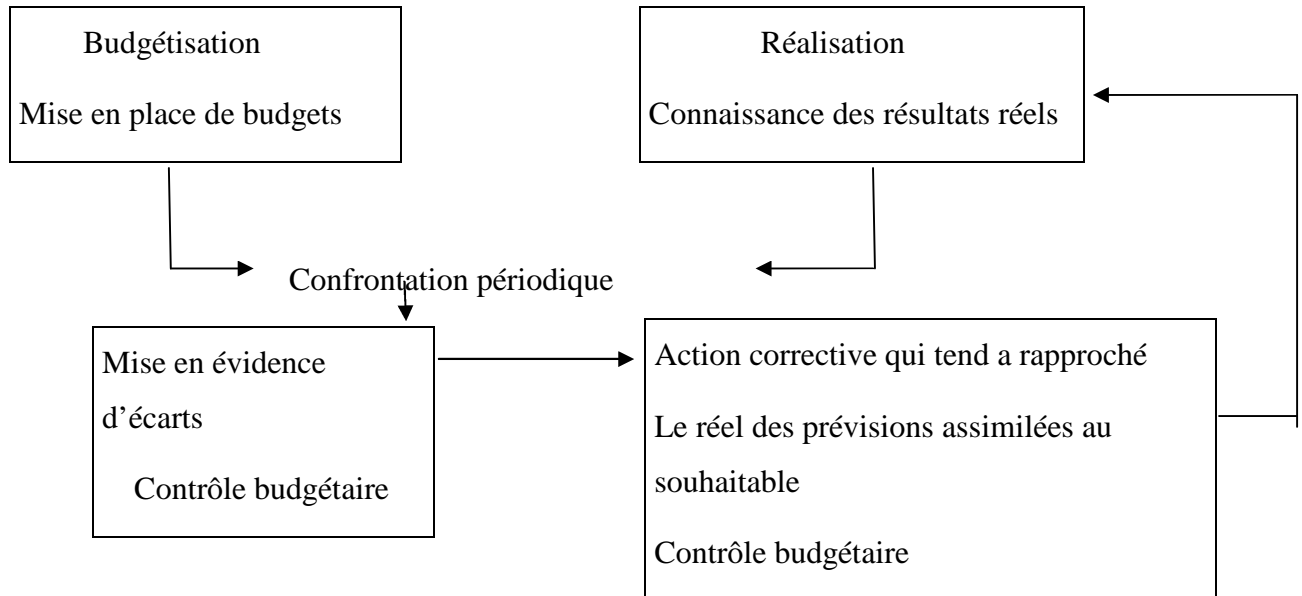 Budgétisation
Mise en place de budgets
Réalisation
Connaissance des résultats réels
Confrontation périodique
Mise en évidence
d’écarts
Contrôle budgétaire
Action corrective qui tend a rapproché
Le réel des prévisions assimilées au
souhaitable
Contrôle budgétaire